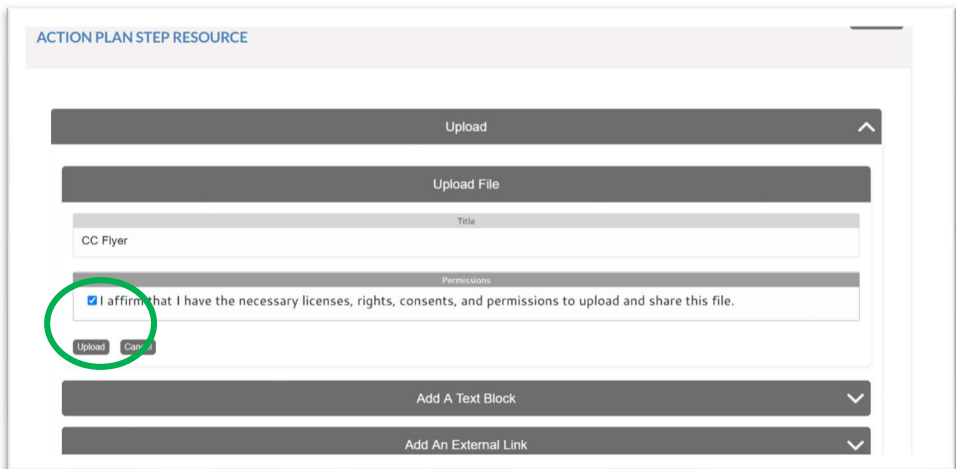 ACTION PLAN STEP RESOURCE
Upload
Upload File
Title
CC Flyer
Permissions
I affirm that I have the necessary licenses, rights, consents, and permissions to upload and share this file.
Upload Cancel
Add A Text Block
Add An External Link